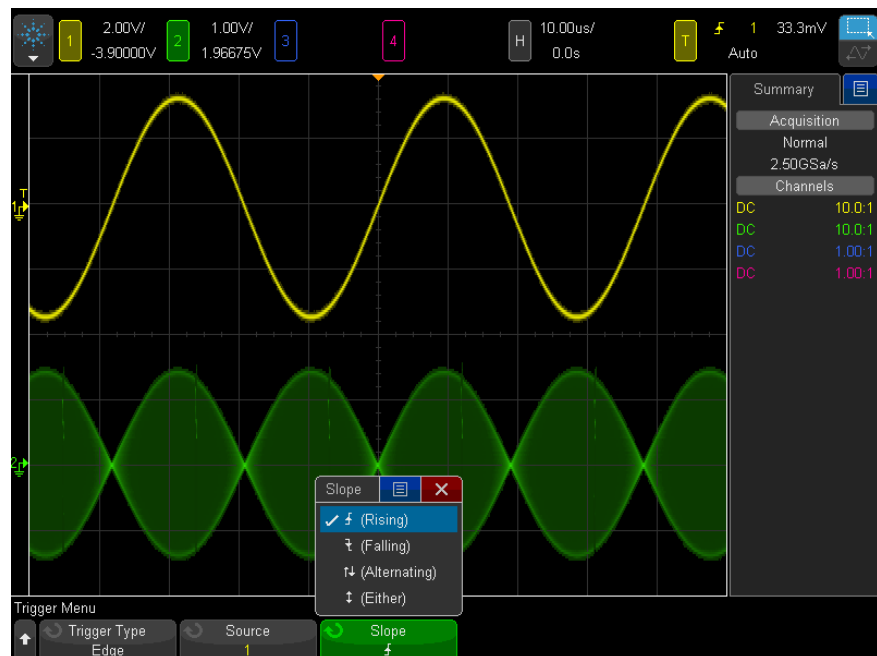 1 2.00V/ -3.90000V
2 1.00V/ 1.96675V
3
4
H 10.00us/ 0.0s
T 1 33.3mV Auto
Summary
Acquisition
Normal
2.50GSa/s
Channels
DC 10.0:1
DC 10.0:1
DC 1.00:1
DC 1.00:1
T
1
2
Slope
(Rising)
(Falling)
(Alternating)
(Either)
Trigger Menu
Trigger Type
Edge
Source
1
Slope